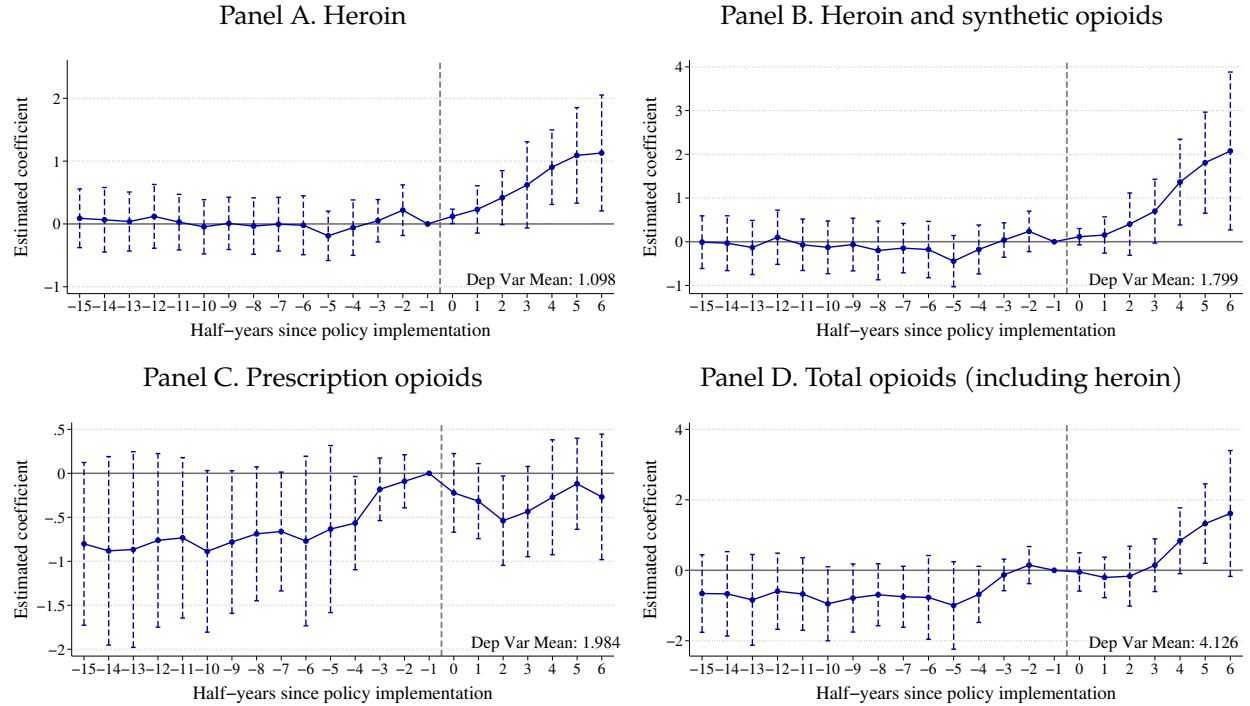 Panel A. Heroin
Estimated coefficient
2
1
0
−1
Dep Var Mean: 1.098
−15 −14 −13 −12 −11 −10 −9 −8 −7 −6 −5 −4 −3 −2 −1 0 1 2 3 4 5 6
Half−years since policy implementation
Panel B. Heroin and synthetic opioids
Estimated coefficient
4
3
2
1
0
−1
Dep Var Mean: 1.799
−15 −14 −13 −12 −11 −10 −9 −8 −7 −6 −5 −4 −3 −2 −1 0 1 2 3 4 5 6
Half−years since policy implementation
Panel C. Prescription opioids
Estimated coefficient
.5
0
−.5
−1
−1.5
−2
Dep Var Mean: 1.984
−15 −14 −13 −12 −11 −10 −9 −8 −7 −6 −5 −4 −3 −2 −1 0 1 2 3 4 5 6
Half−years since policy implementation
Panel D. Total opioids (including heroin)
Estimated coefficient
4
2
0
−2
Dep Var Mean: 4.126
−15 −14 −13 −12 −11 −10 −9 −8 −7 −6 −5 −4 −3 −2 −1 0 1 2 3 4 5 6
Half−years since policy implementation